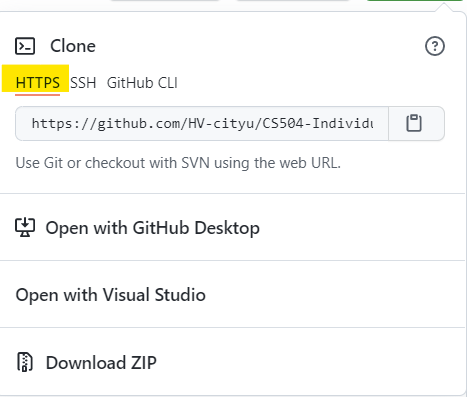 Clone
HTTPS SSH GitHub CLI
https://github.com/HV-cityu/CS504-Individu
Use Git or checkout with SVN using the web URL.
Open with GitHub Desktop
Open with Visual Studio
Download ZIP